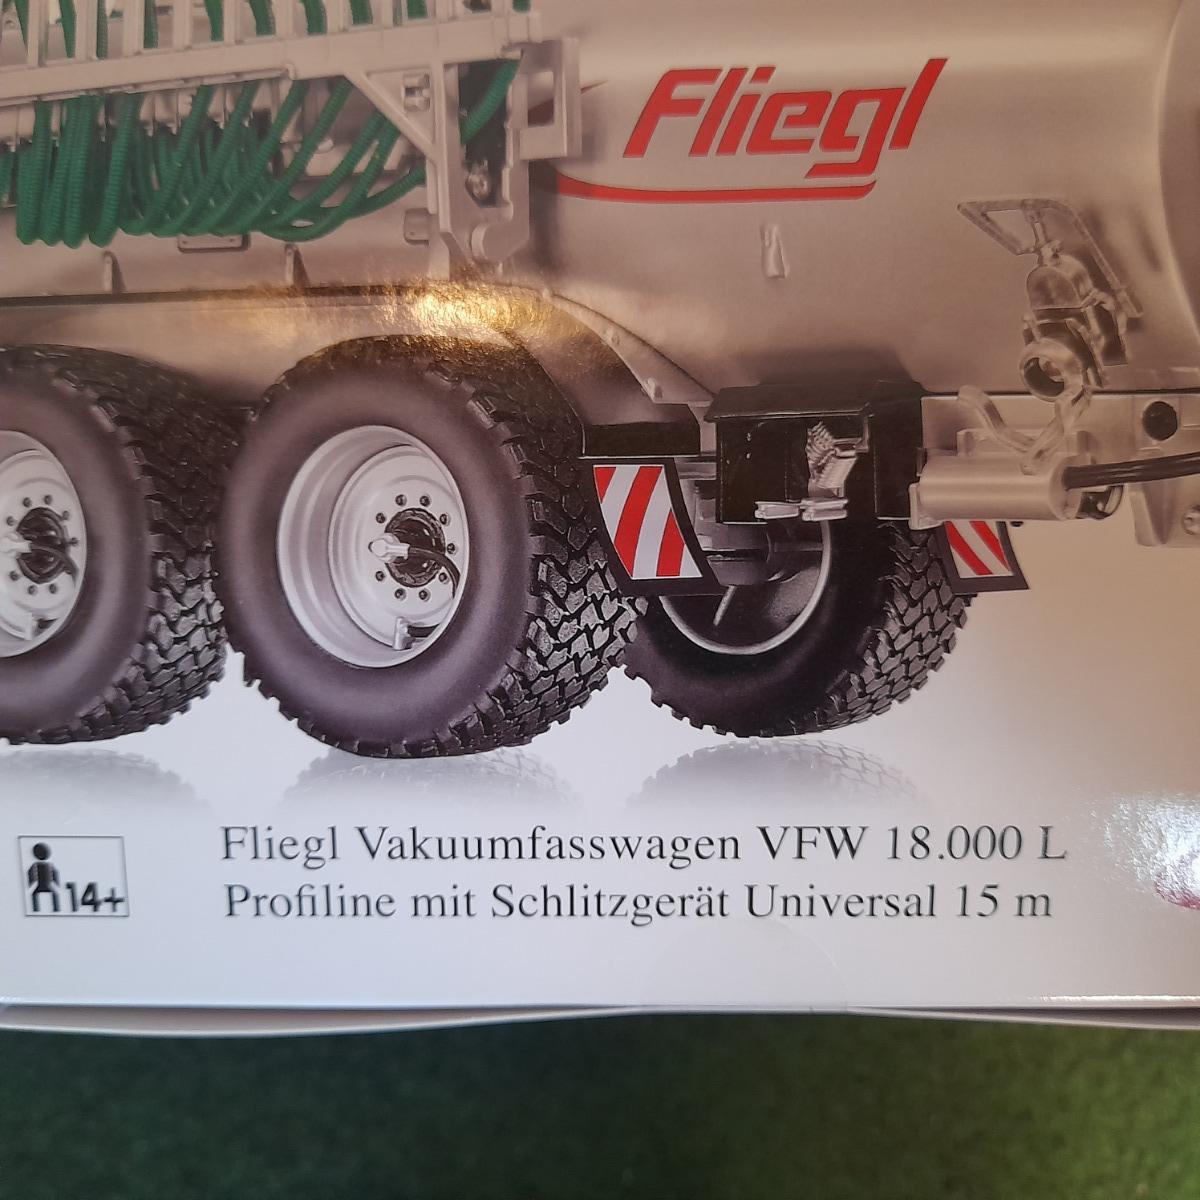 Fliegl
Fliegl Vakuumfasswagen VFW 18.000 L
14+
Profiline mit Schlitzgerät Universal 15 m